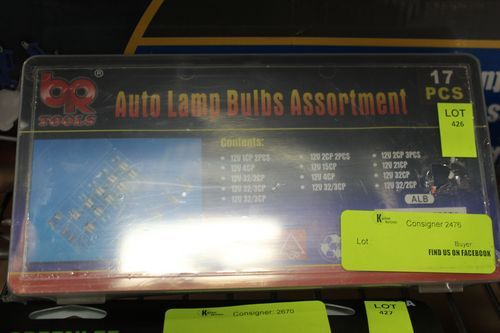 BR ®
TOOLS
Auto Lamp Bulbs Assortment
17
PCS
LOT
426
Contents:
12V 1CP 2PCS
12V 4CP
12V 32/2CP
12V 32/3CP
12V 32/3CP
12V 2CP 2PCS
12V 15CP
12V 4CP
12V 32/3CP
12V 2CP 3PCS
12V 21CP
12V 32CP
12V 32/2CP
ALB
Consigner 2476
Lot
Buyer
FIND US ON FACEBOOK
Consigner: 2670
LOT
427